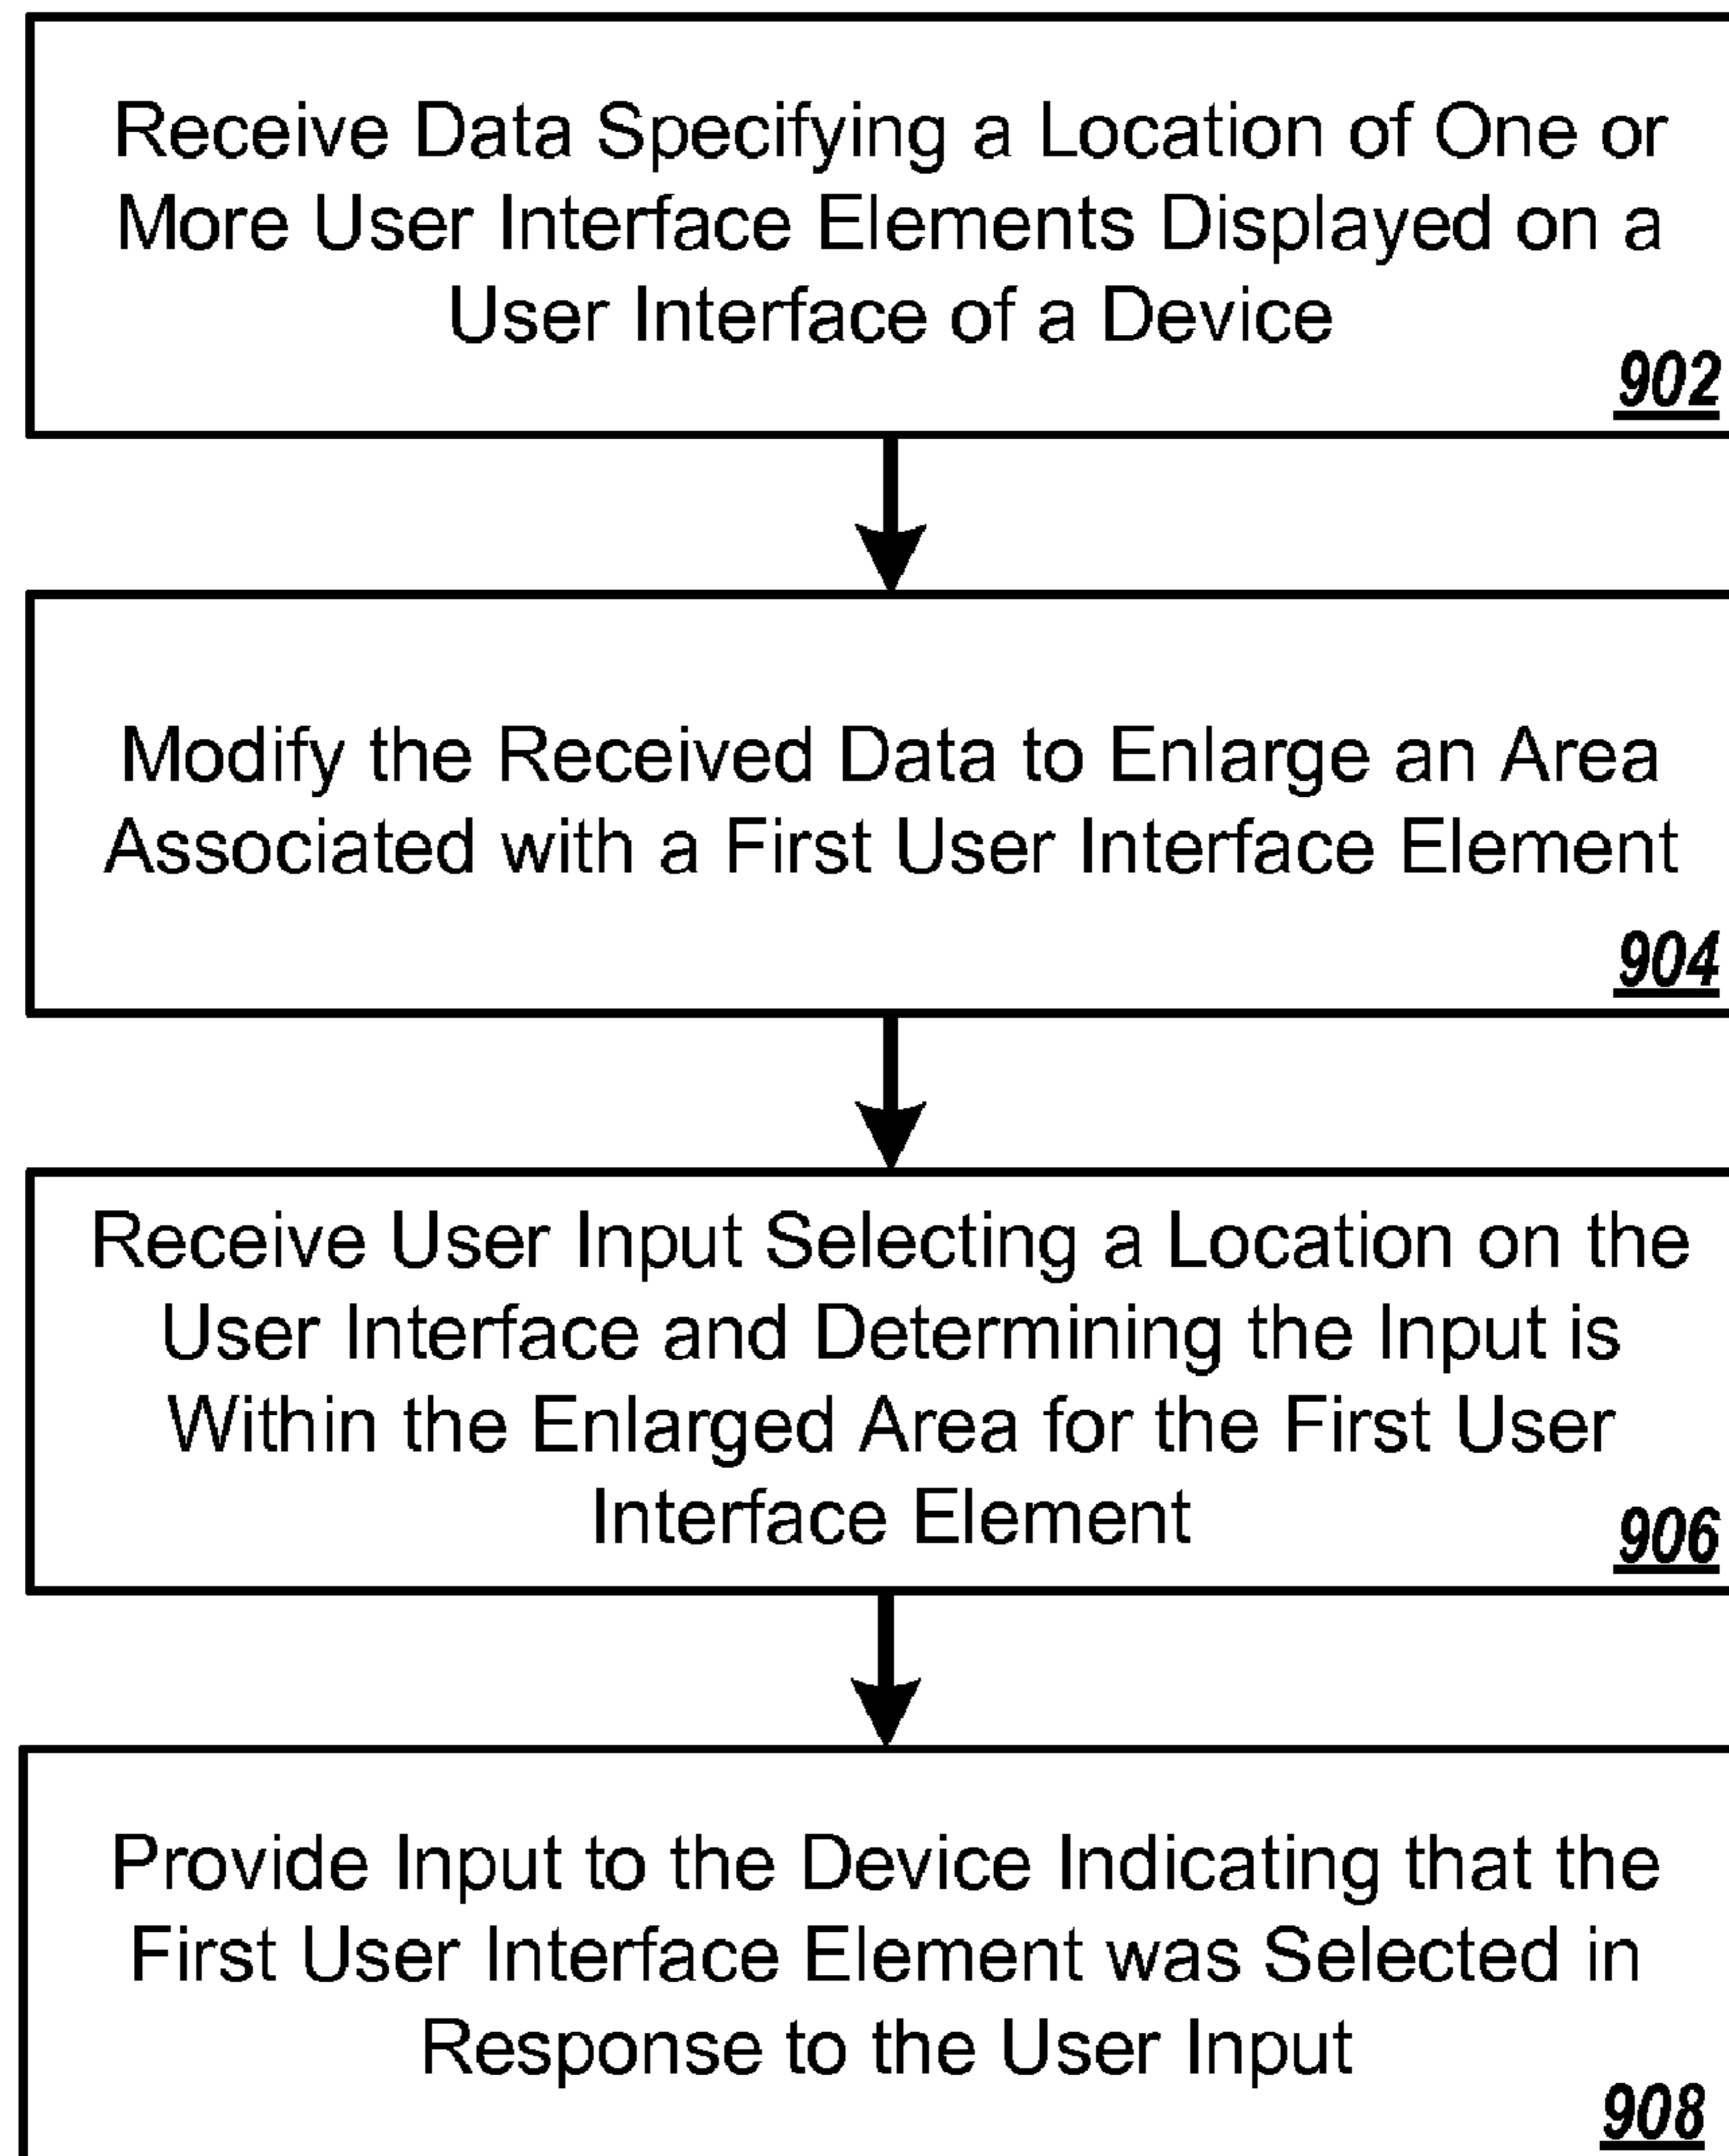 Receive Data Specifying a Location of One or
More User Interface Elements Displayed on a
User Interface of a Device
902
Modify the Received Data to Enlarge an Area
Associated with a First User Interface Element
904
Receive User Input Selecting a Location on the
User Interface and Determining the Input is
Within the Enlarged Area for the First User
Interface Element
906
Provide Input to the Device Indicating that the
First User Interface Element was Selected in
Response to the User Input
908